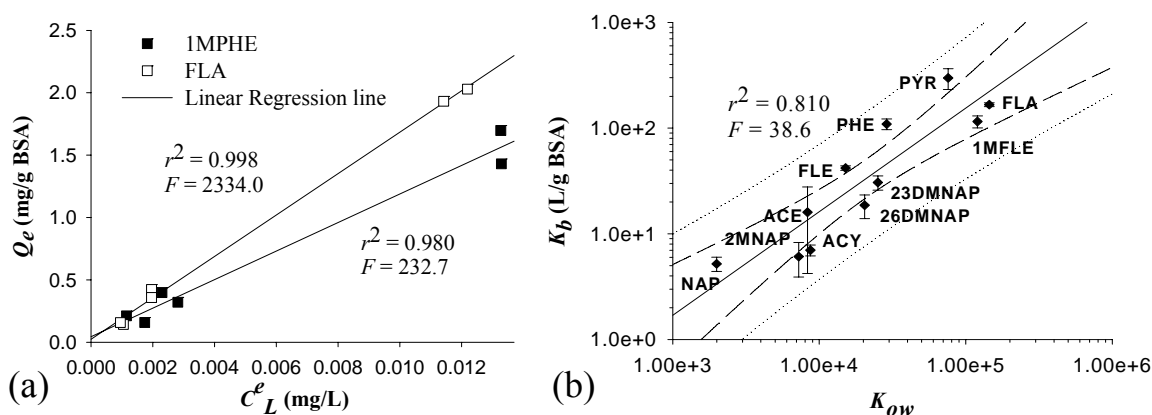 2.5
2.0
1.5
1.0
0.5
0.0
Q_e (mg/g BSA)
1MPHE
FLA
Linear Regression line
r² = 0.998
F = 2334.0
r² = 0.980
F = 232.7
0.000 0.002 0.004 0.006 0.008 0.010 0.012
C^e_L (mg/L)
(a)
1.0e+3
1.0e+2
1.0e+1
1.0e+0
K_b (L/g BSA)
r² = 0.810
F = 38.6
PYR
FLA
PHE
1MFLE
FLE
23DMNAP
ACE
26DMNAP
2MNAP
ACY
NAP
1.00e+3 1.00e+4 1.00e+5 1.00e+6
K_ow
(b)